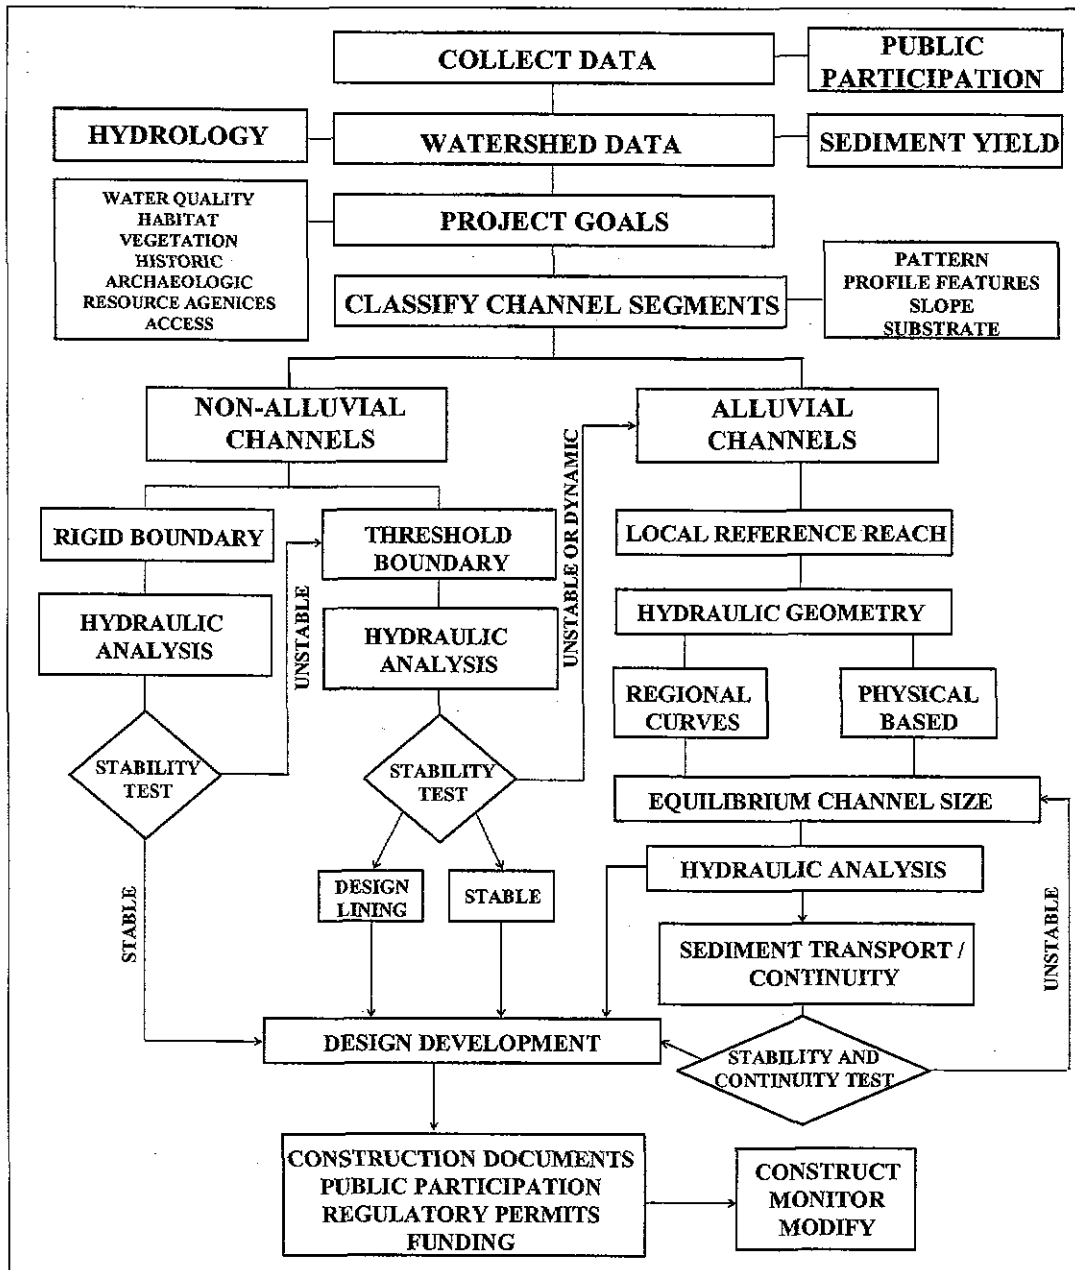 COLLECT DATA
PUBLIC
PARTICIPATION
HYDROLOGY
WATERSHED DATA
SEDIMENT YIELD
WATER QUALITY
HABITAT
VEGETATION
HISTORIC
ARCHAEOLOGIC
RESOURCE AGENICES
ACCESS
PROJECT GOALS
CLASSIFY CHANNEL SEGMENTS
PATTERN
PROFILE FEATURES
SLOPE
SUBSTRATE
NON-ALLUVIAL
CHANNELS
ALLUVIAL
CHANNELS
RIGID BOUNDARY
UNSTABLE
THRESHOLD
BOUNDARY
UNSTABLE OR DYNAMIC
LOCAL REFERENCE REACH
HYDRAULIC
ANALYSIS
HYDRAULIC
ANALYSIS
HYDRAULIC GEOMETRY
REGIONAL
CURVES
PHYSICAL
BASED
STABILITY
TEST
STABILITY
TEST
EQUILIBRIUM CHANNEL SIZE
HYDRAULIC ANALYSIS
STABLE
DESIGN
LINING
STABLE
SEDIMENT TRANSPORT /
CONTINUITY
UNSTABLE
DESIGN DEVELOPMENT
STABILITY AND
CONTINUITY TEST
CONSTRUCTION DOCUMENTS
PUBLIC PARTICIPATION
REGULATORY PERMITS
FUNDING
CONSTRUCT
MONITOR
MODIFY